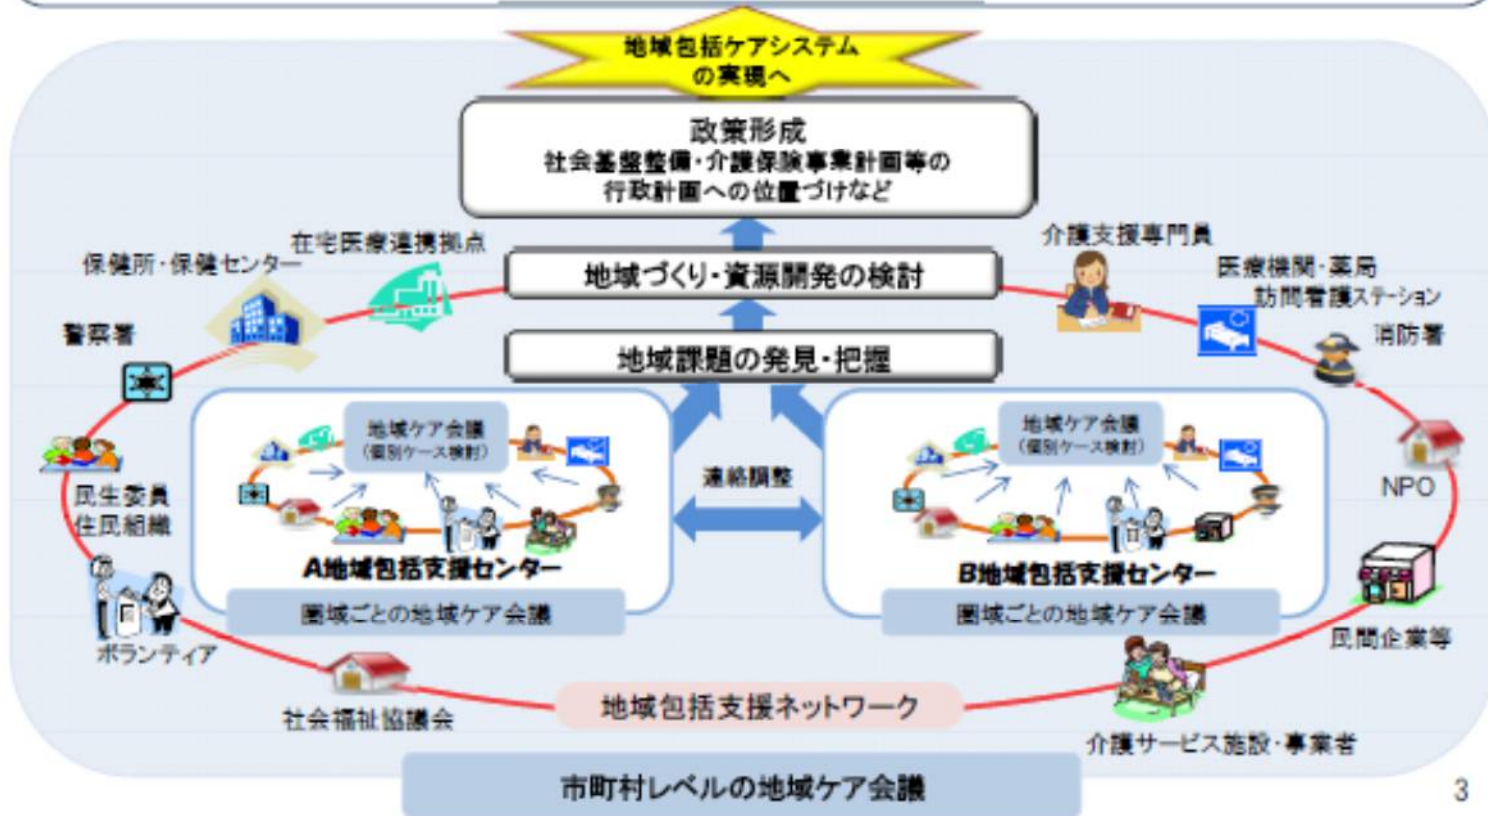 地域包括ケアシステム
の実現へ
政策形成
社会基盤整備・介護保険事業計画等の
行政計画への位置づけなど
地域づくり・資源開発の検討
地域課題の発見・把握
保健所・保健センター
在宅医療連携拠点
介護支援専門員
医療機関・薬局
訪問看護ステーション
消防署
警察署
民生委員
住民組織
NPO
地域ケア会議
(個別ケース検討)
A地域包括支援センター
圏域ごとの地域ケア会議
連絡調整
地域ケア会議
(個別ケース検討)
B地域包括支援センター
圏域ごとの地域ケア会議
ボランティア
民間企業等
社会福祉協議会
地域包括支援ネットワーク
介護サービス施設・事業者
市町村レベルの地域ケア会議
3